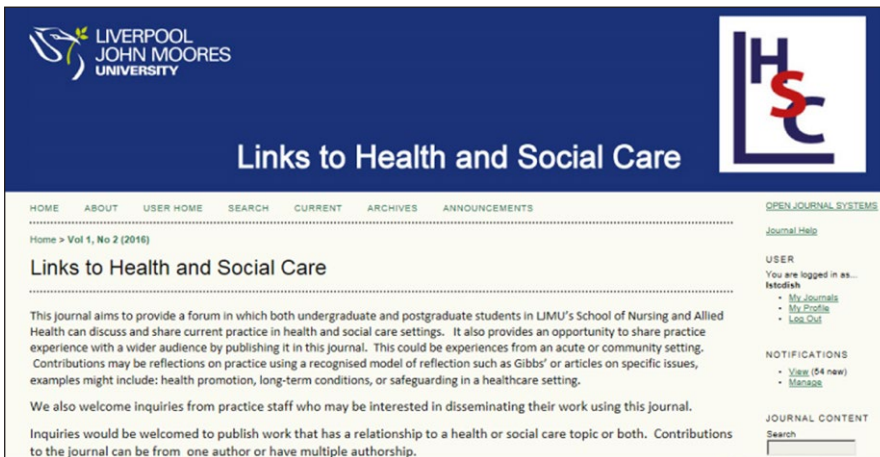 LIVERPOOL
JOHN MOORES
UNIVERSITY
HSC
Links to Health and Social Care
HOME ABOUT USER HOME SEARCH CURRENT ARCHIVES ANNOUNCEMENTS
Home > Vol 1, No 2 (2016)
Links to Health and Social Care
This journal aims to provide a forum in which both undergraduate and postgraduate students in LJMU's School of Nursing and Allied
Health can discuss and share current practice in health and social care settings. It also provides an opportunity to share practice
experience with a wider audience by publishing it in this journal. This could be experiences from an acute or community setting.
Contributions may be reflections on practice using a recognised model of reflection such as Gibbs' or articles on specific issues,
examples might include: health promotion, long-term conditions, or safeguarding in a healthcare setting.
We also welcome inquiries from practice staff who may be interested in disseminating their work using this journal.
Inquiries would be welcomed to publish work that has a relationship to a health or social care topic or both. Contributions
to the journal can be from one author or have multiple authorship.
OPEN JOURNAL SYSTEMS
Journal Help
USER
You are logged in as...
lstcdish
My Journals
My Profile
Log Out
NOTIFICATIONS
View (54 new)
Manage
JOURNAL CONTENT
Search